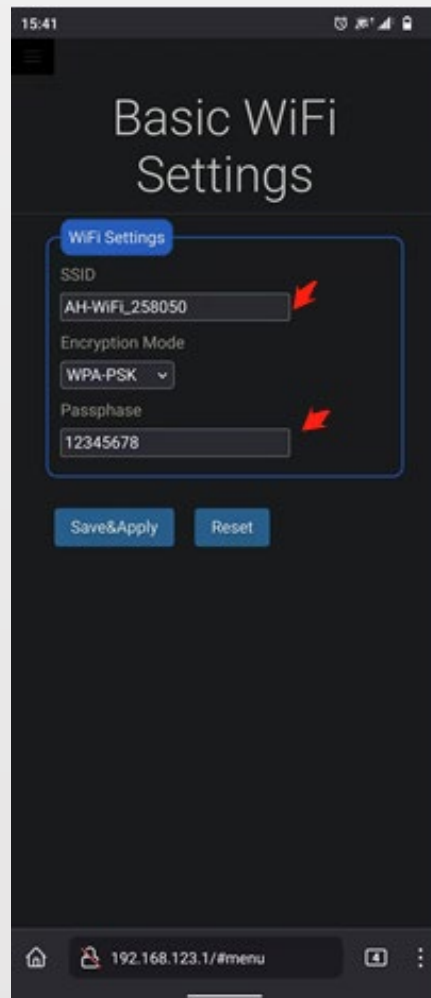 15:41
Basic WiFi
Settings
WiFi Settings
SSID
AH-WiFi_258050
Encryption Mode
WPA-PSK
Passphase
12345678
Save&Apply
Reset
192.168.123.1/#menu
4